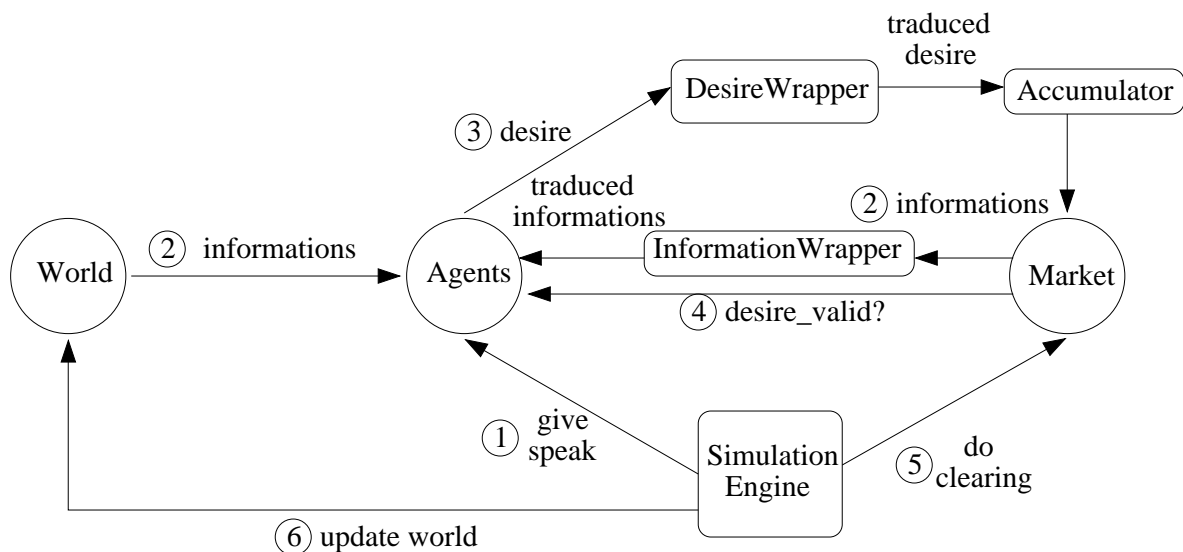 traduced
desire
DesireWrapper
Accumulator
3 desire
traduced
informations
2 informations
2 informations
InformationWrapper
World
Agents
Market
4 desire_valid?
1 give
speak
Simulation
Engine
5 do
clearing
6 update world